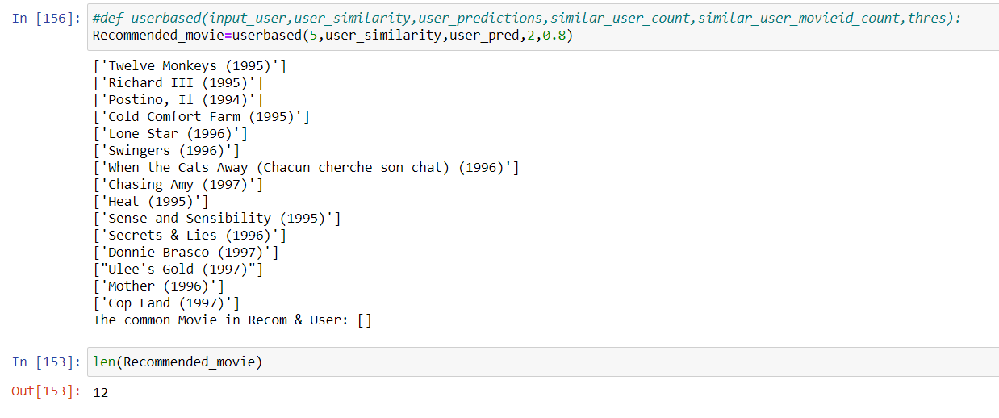 In [156]: #def userbased(input_user,user_similarity,user_predictions,similar_user_count,similar_user_movieid_count,thres):
Recommended_movie=userbased(5,user_similarity,user_pred,2,0.8)
['Twelve Monkeys (1995)']
['Richard III (1995)']
['Postino, Il (1994)']
['Cold Comfort Farm (1995)']
['Lone Star (1996)']
['Swingers (1996)']
['When the Cats Away (Chacun cherche son chat) (1996)']
['Chasing Amy (1997)']
['Heat (1995)']
['Sense and Sensibility (1995)']
['Secrets & Lies (1996)']
['Donnie Brasco (1997)']
["Ulee's Gold (1997)"]
['Mother (1996)']
['Cop Land (1997)']
The common Movie in Recom & User: []
In [153]: len(Recommended_movie)
Out[153]: 12